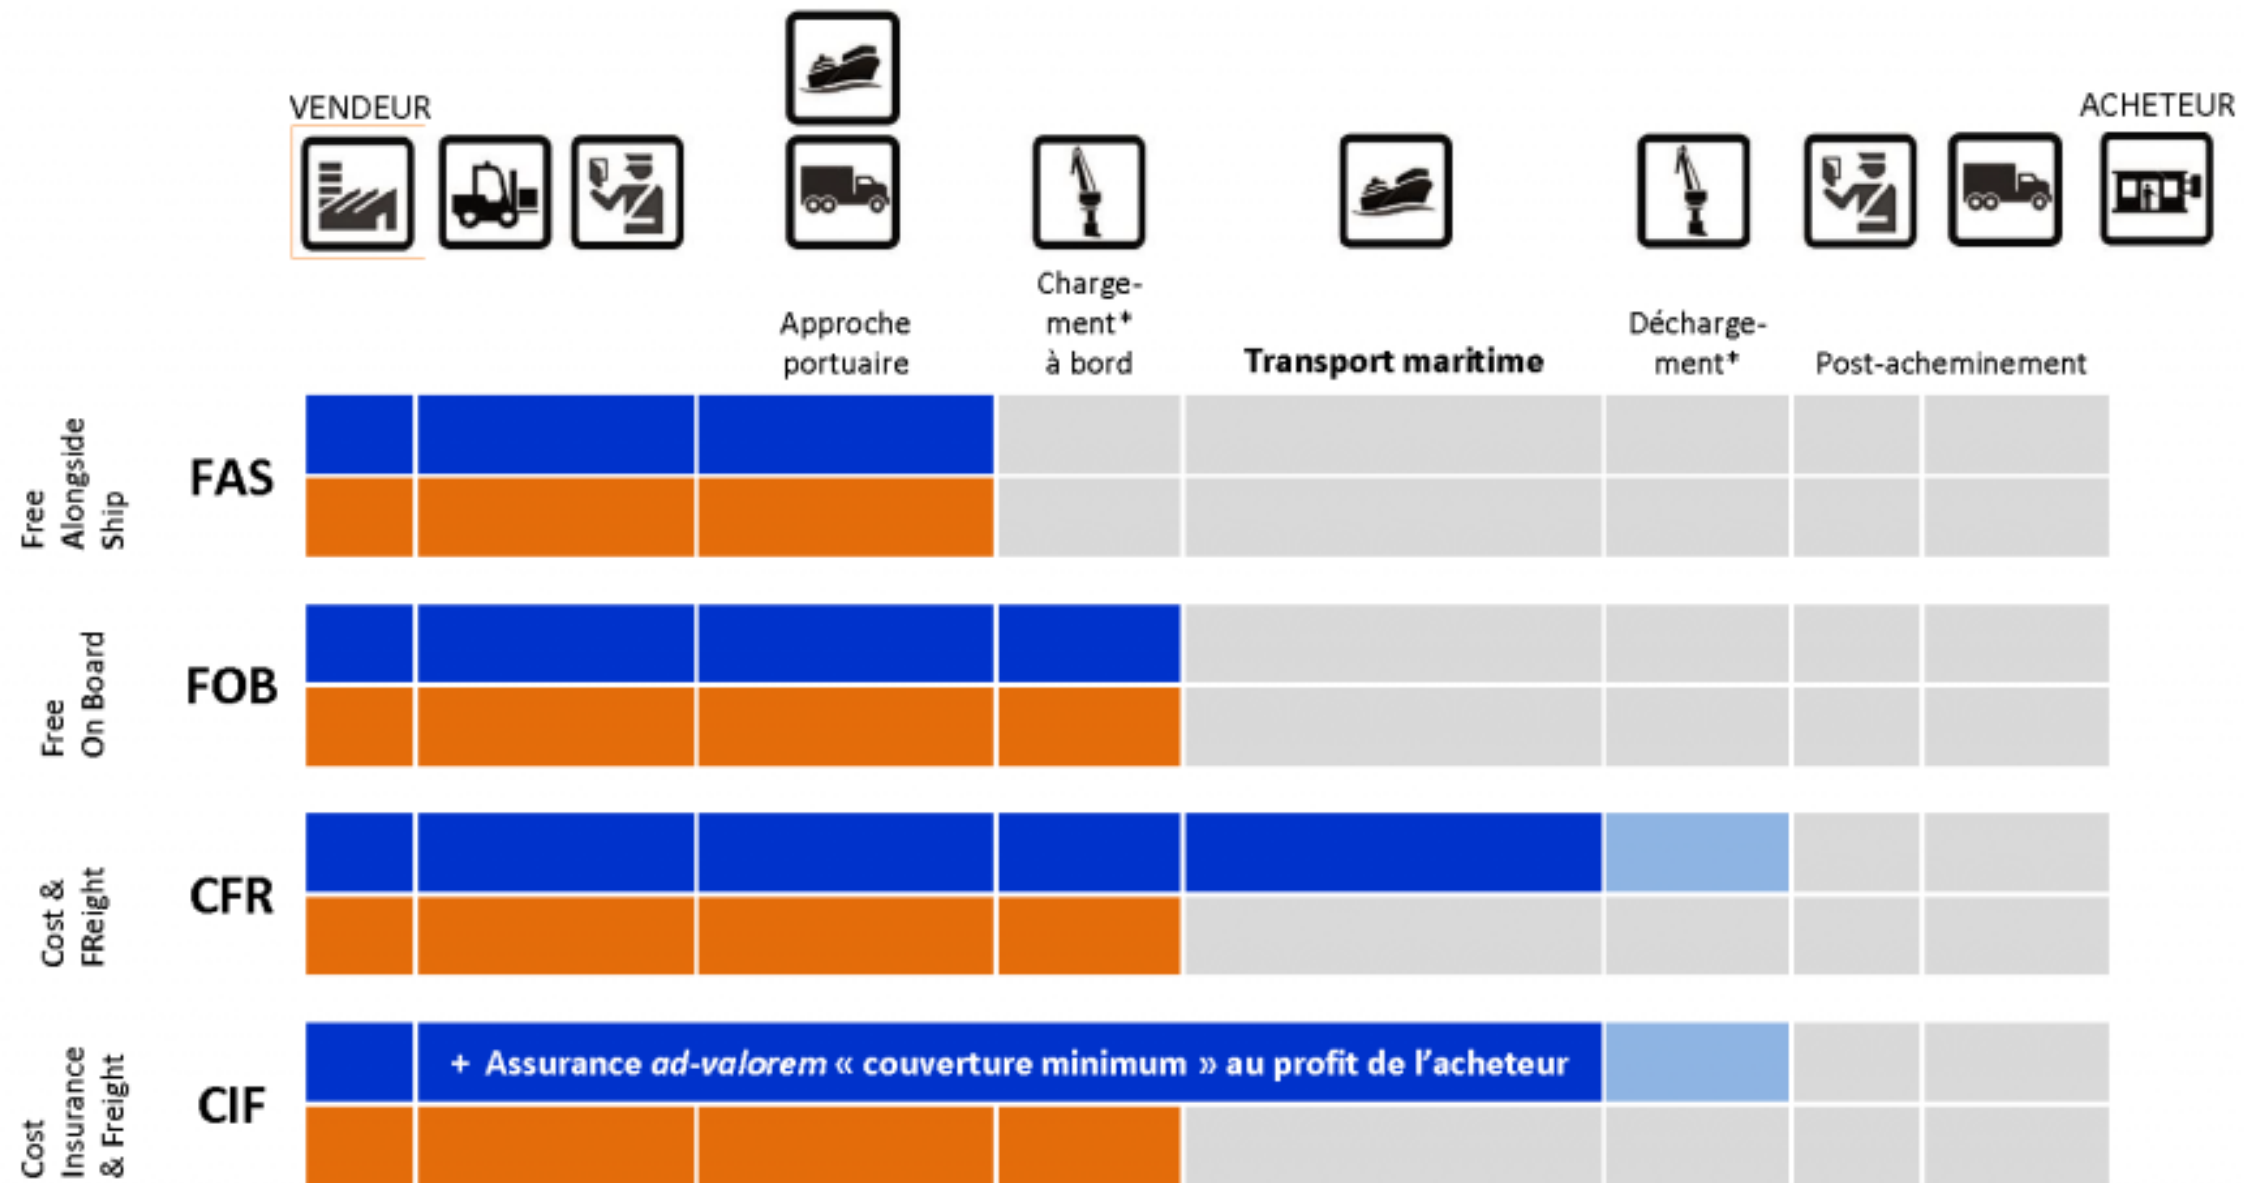 VENDEUR
ACHETEUR
Approche
portuaire
Charge-
ment*
à bord
Transport maritime
Décharge-
ment*
Post-acheminement
Free
Alongside
Ship
FAS
Free
On Board
FOB
Cost &
FReight
CFR
Cost
Insurance
& Freight
CIF
+ Assurance ad-valorem « couverture minimum » au profit de l'acheteur